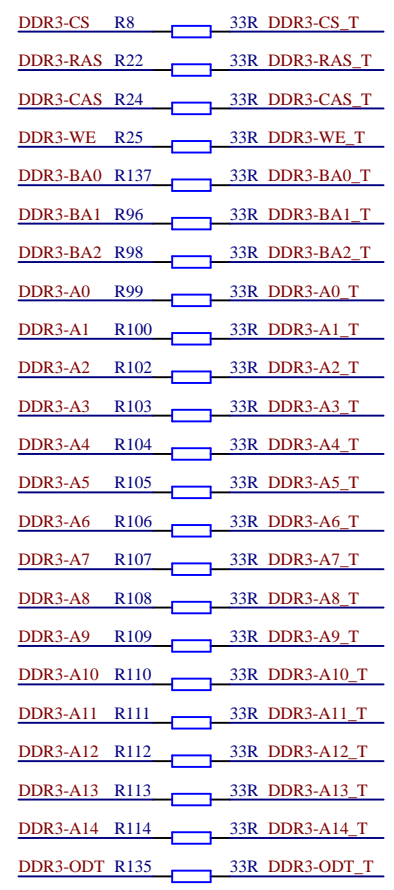 DDR3-CS R8 33R DDR3-CS_T
DDR3-RAS R22 33R DDR3-RAS_T
DDR3-CAS R24 33R DDR3-CAS_T
DDR3-WE R25 33R DDR3-WE_T
DDR3-BA0 R137 33R DDR3-BA0_T
DDR3-BA1 R96 33R DDR3-BA1_T
DDR3-BA2 R98 33R DDR3-BA2_T
DDR3-A0 R99 33R DDR3-A0_T
DDR3-A1 R100 33R DDR3-A1_T
DDR3-A2 R102 33R DDR3-A2_T
DDR3-A3 R103 33R DDR3-A3_T
DDR3-A4 R104 33R DDR3-A4_T
DDR3-A5 R105 33R DDR3-A5_T
DDR3-A6 R106 33R DDR3-A6_T
DDR3-A7 R107 33R DDR3-A7_T
DDR3-A8 R108 33R DDR3-A8_T
DDR3-A9 R109 33R DDR3-A9_T
DDR3-A10 R110 33R DDR3-A10_T
DDR3-A11 R111 33R DDR3-A11_T
DDR3-A12 R112 33R DDR3-A12_T
DDR3-A13 R113 33R DDR3-A13_T
DDR3-A14 R114 33R DDR3-A14_T
DDR3-ODT R135 33R DDR3-ODT_T